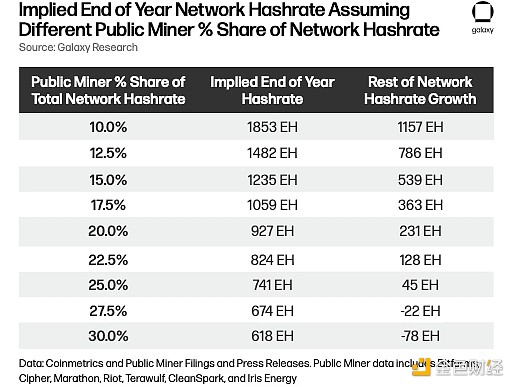 Implied End of Year Network Hashrate Assuming
Different Public Miner % Share of Network Hashrate
Source: Galaxy Research
galaxy
Public Miner % Share of Total Network Hashrate Implied End of Year Hashrate Rest of Network Hashrate Growth
10.0% 1853 EH 1157 EH
12.5% 1482 EH 786 EH
15.0% 1235 EH 539 EH
17.5% 1059 EH 363 EH
20.0% 927 EH 231 EH
22.5% 824 EH 128 EH
25.0% 741 EH 45 EH
27.5% 674 EH -22 EH
30.0% 618 EH -78 EH
Data: Coinmetrics and Public Miner Filings and Press Releases. Public Miner data includes Bitfarms,
Cipher, Marathon, Riot, Terawulf, CleanSpark, and Iris Energy
金色财经